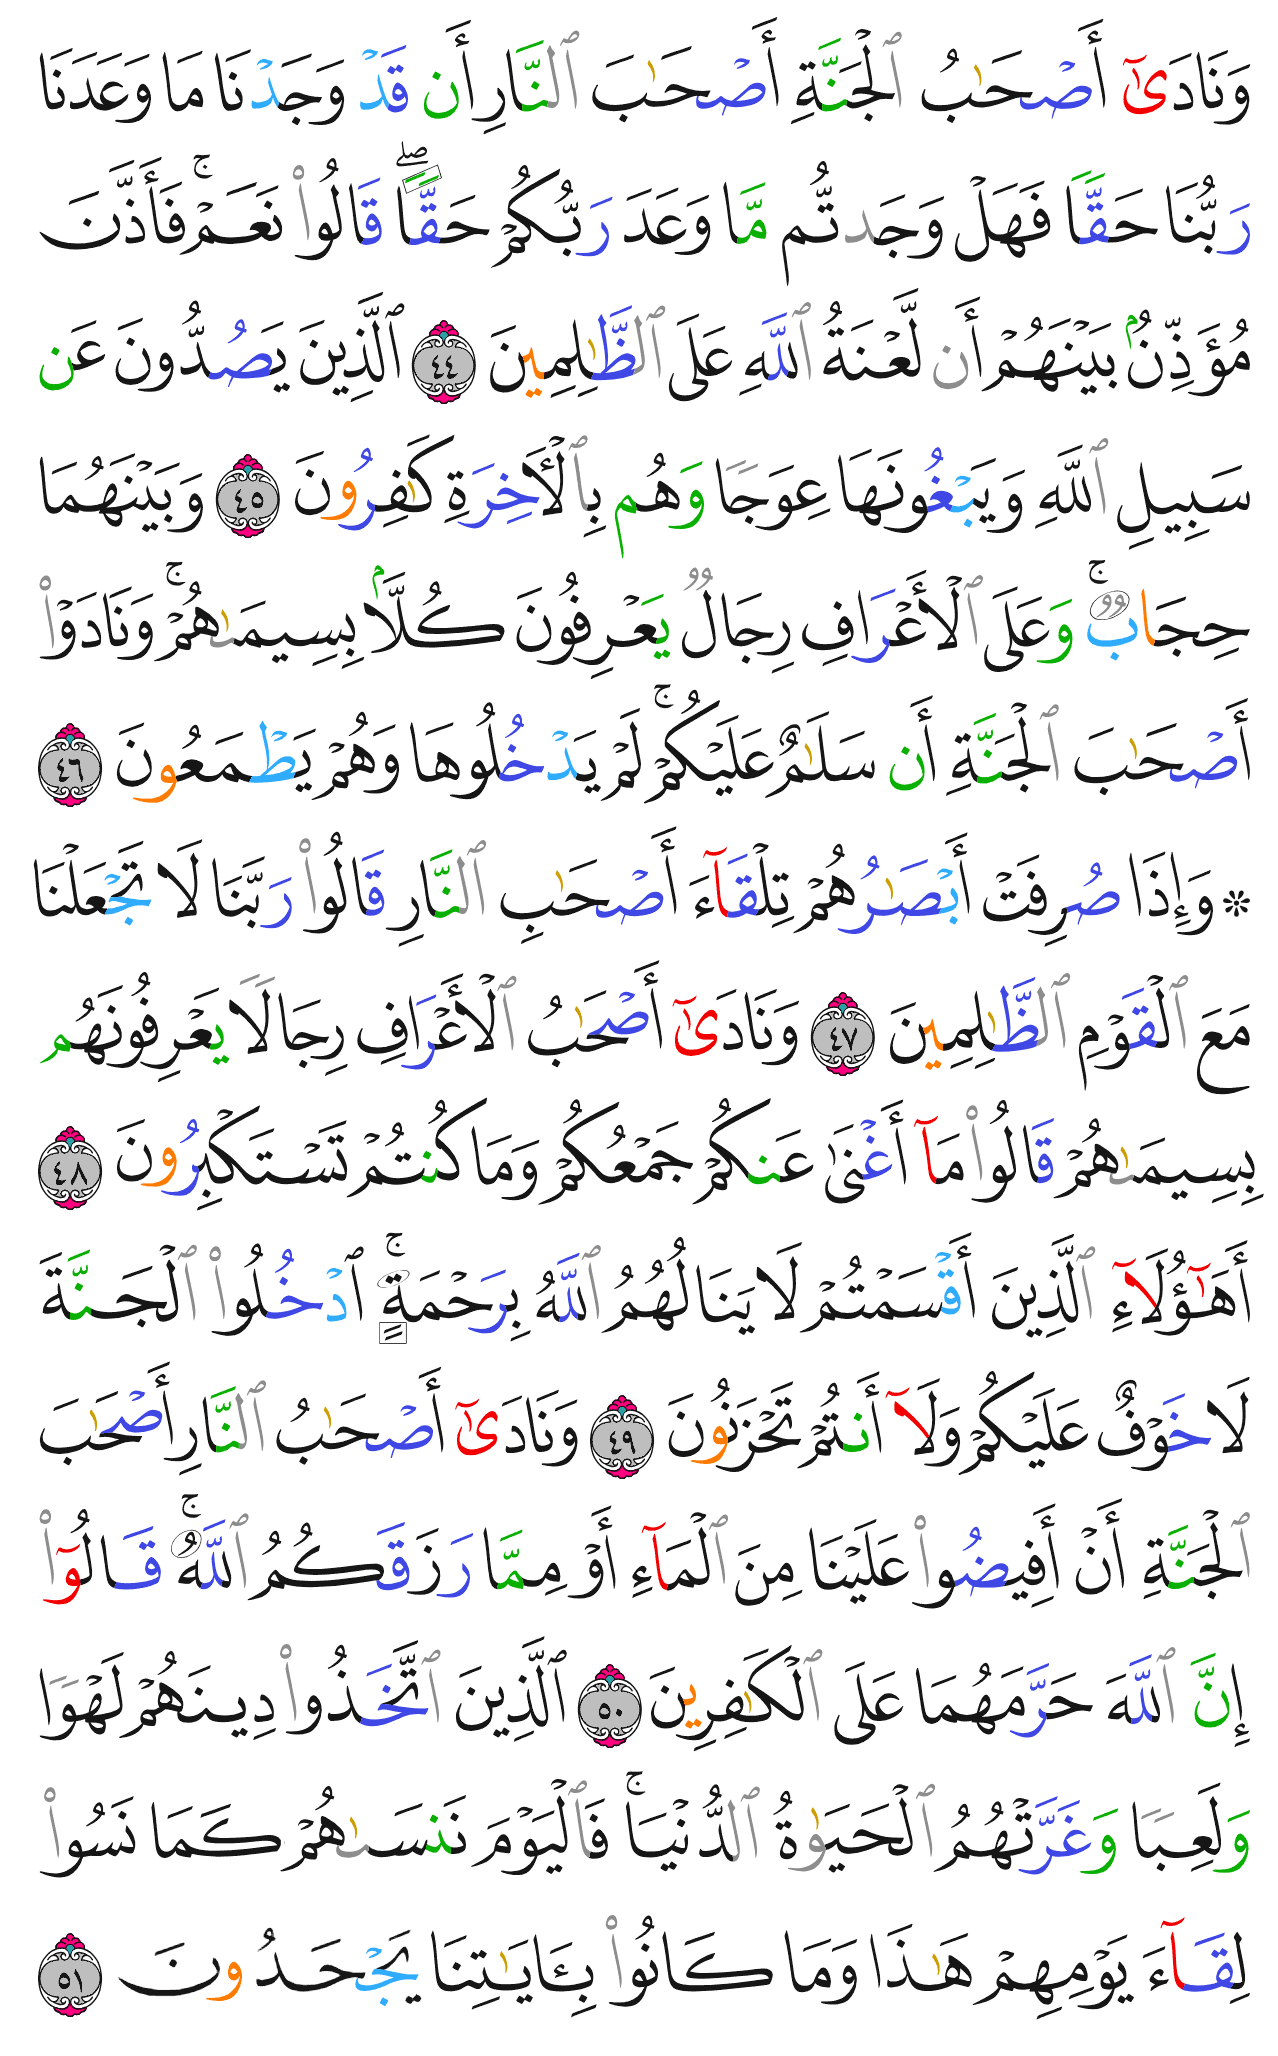 وَنَادَىٰٓ أَصْحَٰبُ ٱلْجَنَّةِ أَصْحَٰبَ ٱلنَّارِ أَن قَدْ وَجَدْنَا مَا وَعَدَنَا
رَبُّنَا حَقًّا فَهَلْ وَجَدتُّم مَّا وَعَدَ رَبُّكُمْ حَقًّا ۖ قَالُوا۟ نَعَمْ ۚ فَأَذَّنَ
مُؤَذِّنٌۢ بَيْنَهُمْ أَن لَّعْنَةُ ٱللَّهِ عَلَى ٱلظَّٰلِمِينَ ٤٤ ٱلَّذِينَ يَصُدُّونَ عَن
سَبِيلِ ٱللَّهِ وَيَبْغُونَهَا عِوَجًا وَهُم بِٱلْأَخِرَةِ كَٰفِرُونَ ٤٥ وَبَيْنَهُمَا
حِجَابٌ ۚ وَعَلَى ٱلْأَعْرَافِ رِجَالٌ يَعْرِفُونَ كُلًّۢا بِسِيمَىٰهُمْ ۚ وَنَادَوْا۟
أَصْحَٰبَ ٱلْجَنَّةِ أَن سَلَٰمٌ عَلَيْكُمْ ۚ لَمْ يَدْخُلُوهَا وَهُمْ يَطْمَعُونَ ٤٦
۞ وَإِذَا صُرِفَتْ أَبْصَٰرُهُمْ تِلْقَآءَ أَصْحَٰبِ ٱلنَّارِ قَالُوا۟ رَبَّنَا لَا تَجْعَلْنَا
مَعَ ٱلْقَوْمِ ٱلظَّٰلِمِينَ ٤٧ وَنَادَىٰٓ أَصْحَٰبُ ٱلْأَعْرَافِ رِجَالًا يَعْرِفُونَهُم
بِسِيمَىٰهُمْ قَالُوا۟ مَآ أَغْنَىٰ عَنكُمْ جَمْعُكُمْ وَمَا كُنتُمْ تَسْتَكْبِرُونَ ٤٨
أَهَٰٓؤُلَآءِ ٱلَّذِينَ أَقْسَمْتُمْ لَا يَنَالُهُمُ ٱللَّهُ بِرَحْمَةٍ ۚ ٱدْخُلُوا۟ ٱلْجَنَّةَ
لَا خَوْفٌ عَلَيْكُمْ وَلَآ أَنتُمْ تَحْزَنُونَ ٤٩ وَنَادَىٰٓ أَصْحَٰبُ ٱلنَّارِ أَصْحَٰبَ
ٱلْجَنَّةِ أَنْ أَفِيضُوا۟ عَلَيْنَا مِنَ ٱلْمَآءِ أَوْ مِمَّا رَزَقَكُمُ ٱللَّهُ ۚ قَالُوٓا۟
إِنَّ ٱللَّهَ حَرَّمَهُمَا عَلَى ٱلْكَٰفِرِينَ ٥٠ ٱلَّذِينَ ٱتَّخَذُوا۟ دِينَهُمْ لَهْوًا
وَلَعِبًا وَغَرَّتْهُمُ ٱلْحَيَوٰةُ ٱلدُّنْيَا ۚ فَٱلْيَوْمَ نَنسَىٰهُمْ كَمَا نَسُوا۟
لِقَآءَ يَوْمِهِمْ هَٰذَا وَمَا كَانُوا۟ بِـَٔايَٰتِنَا يَجْحَدُونَ ٥١